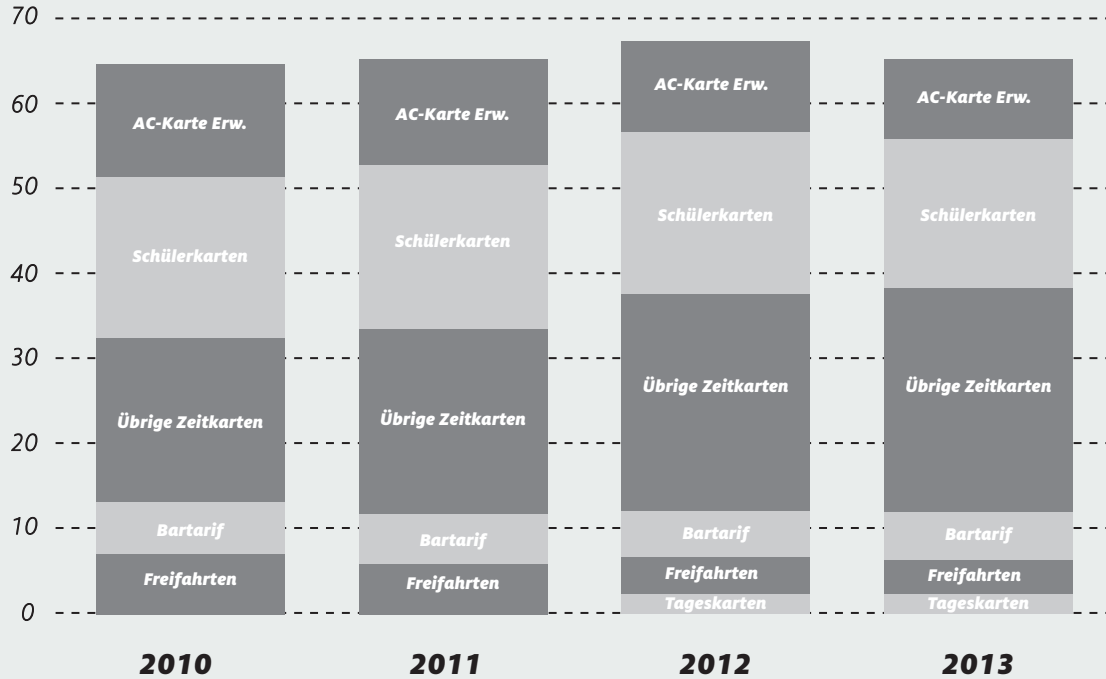 70
60
50
40
30
20
10
0
AC-Karte Erw.
Schülerkarten
Übrige Zeitkarten
Bartarif
Freifahrten
2010
AC-Karte Erw.
Schülerkarten
Übrige Zeitkarten
Bartarif
Freifahrten
2011
AC-Karte Erw.
Schülerkarten
Übrige Zeitkarten
Bartarif
Freifahrten
Tageskarten
2012
AC-Karte Erw.
Schülerkarten
Übrige Zeitkarten
Bartarif
Freifahrten
Tageskarten
2013